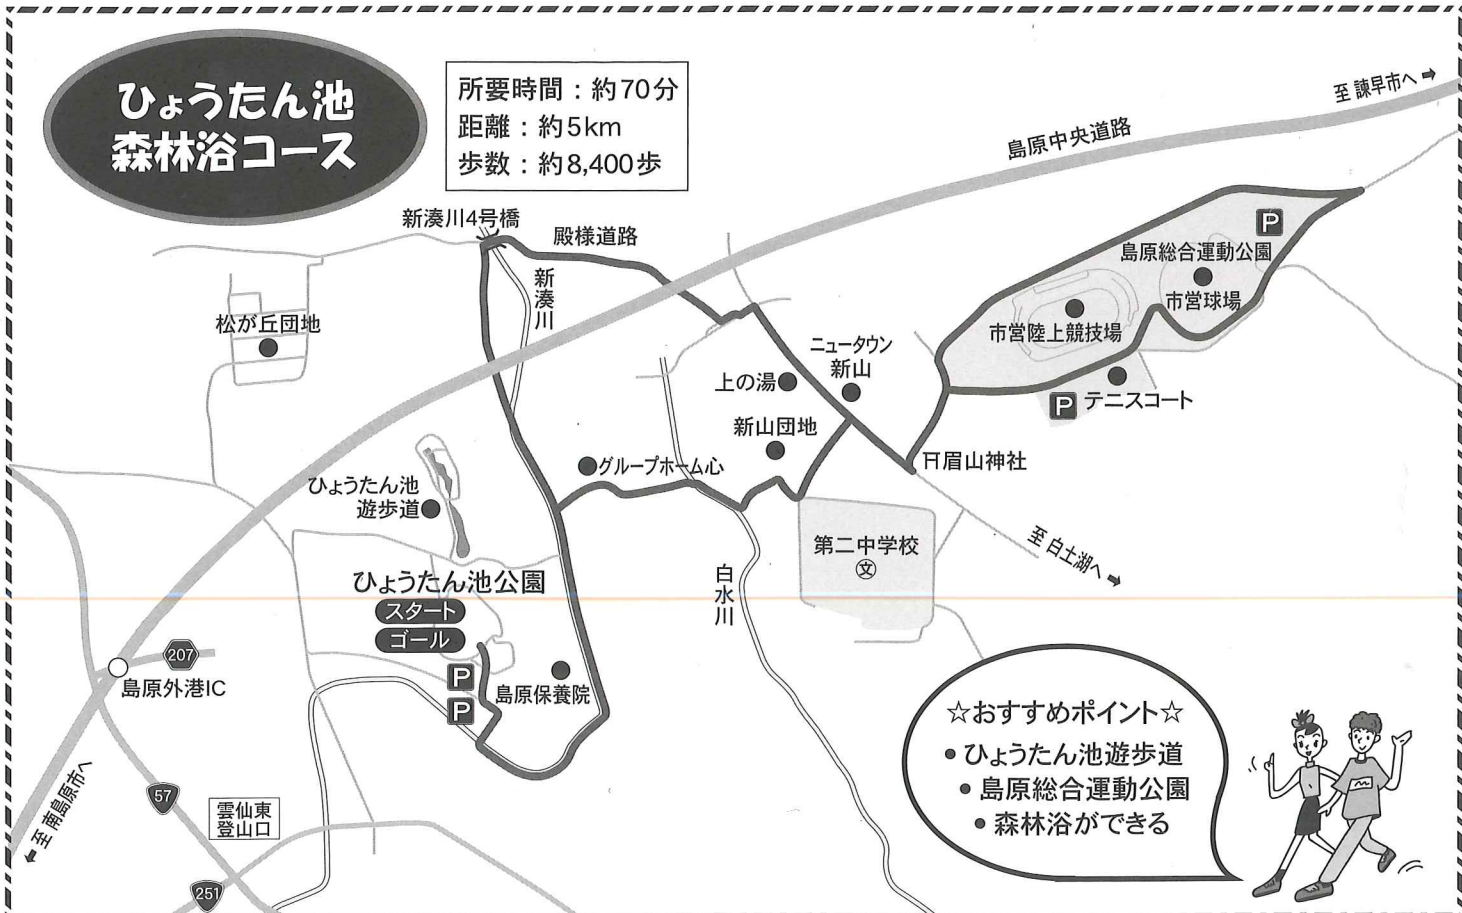 ひょうたん池
森林浴コース
所要時間：約70分
距離：約5km
歩数：約8,400歩
至 諫早市へ
島原中央道路
新湊川4号橋
殿様道路
新湊川
P
島原総合運動公園
市営球場
市営陸上競技場
松が丘団地
ニュータウン
新山
上の湯
P
テニスコート
新山団地
眉山神社
グループホーム心
ひょうたん池
遊歩道
至 白土湖へ
第二中学校
文
白水川
ひょうたん池公園
スタート
ゴール
P
P
島原保養院
207
島原外港IC
至 南島原市へ
57
雲仙東
登山口
251
☆おすすめポイント☆
●ひょうたん池遊歩道
●島原総合運動公園
●森林浴ができる